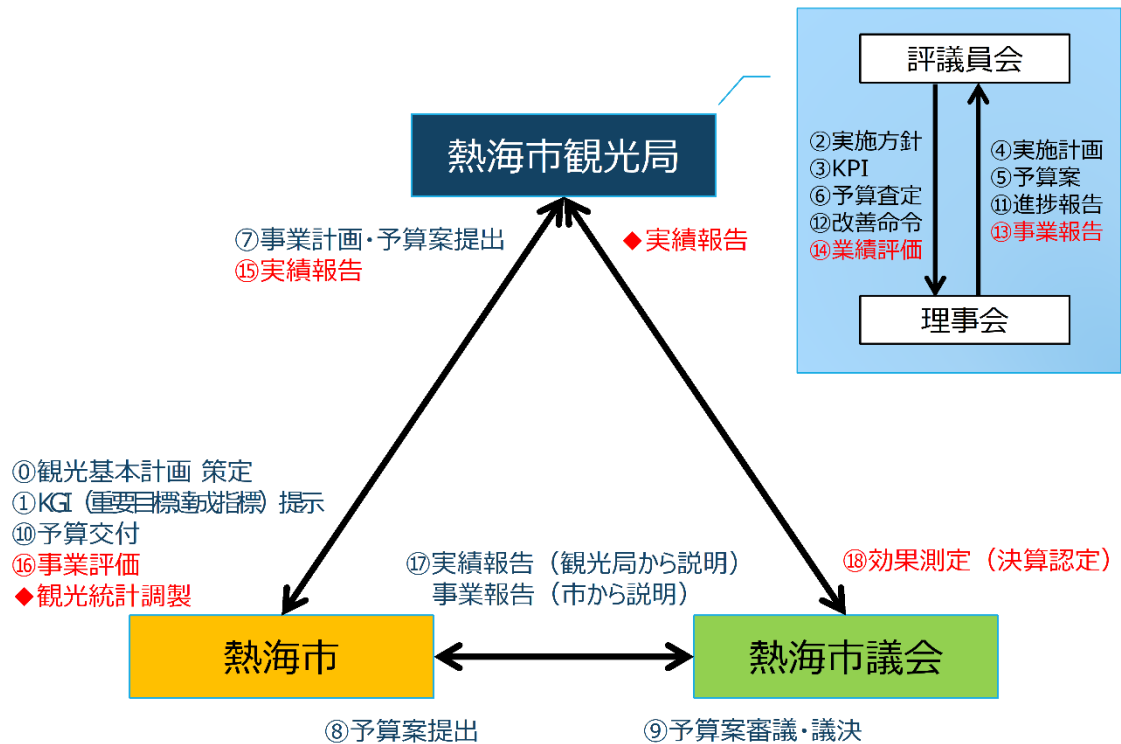 評議員会
②実施方針
③KPI
⑥予算査定
⑫改善命令
⑭業績評価
④実施計画
⑤予算案
⑪進捗報告
⑬事業報告
理事会
熱海市観光局
⑦事業計画・予算案提出
⑮実績報告
◆実績報告
⓪観光基本計画 策定
①KGI（重要目標達成指標）提示
⑩予算交付
⑯事業評価
◆観光統計調製
⑰実績報告（観光局から説明）
事業報告（市から説明）
⑱効果測定（決算認定）
熱海市
熱海市議会
⑧予算案提出
⑨予算案審議・議決